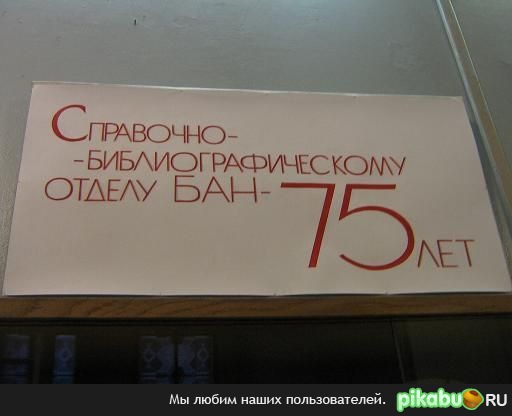 Справочно-
-библиографическому
отделу БАН-
75 лет
Мы любим наших пользователей. pikabu.ru